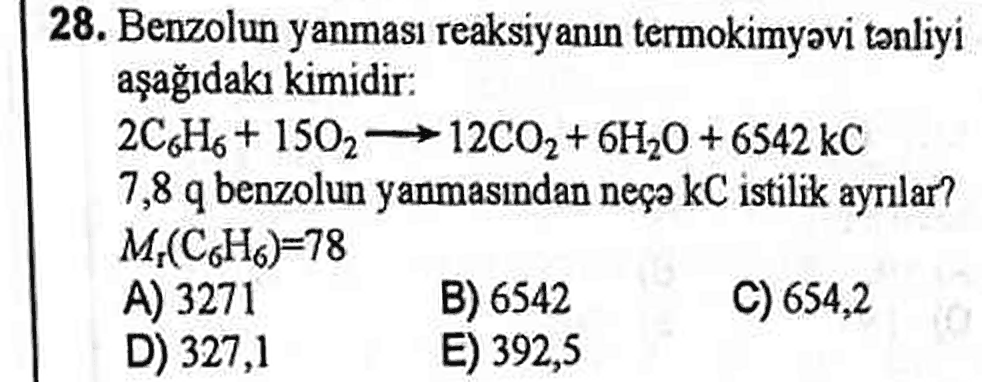 28. Benzolun yanması reaksiyanın termokimyəvi tənliyi
aşağıdakı kimidir:
2C₆H₆ + 15O₂ ⟶ 12CO₂ + 6H₂O + 6542 kC
7,8 q benzolun yanmasından neçə kC istilik ayrılar?
Mᵣ(C₆H₆)=78
A) 3271 B) 6542 C) 654,2
D) 327,1 E) 392,5